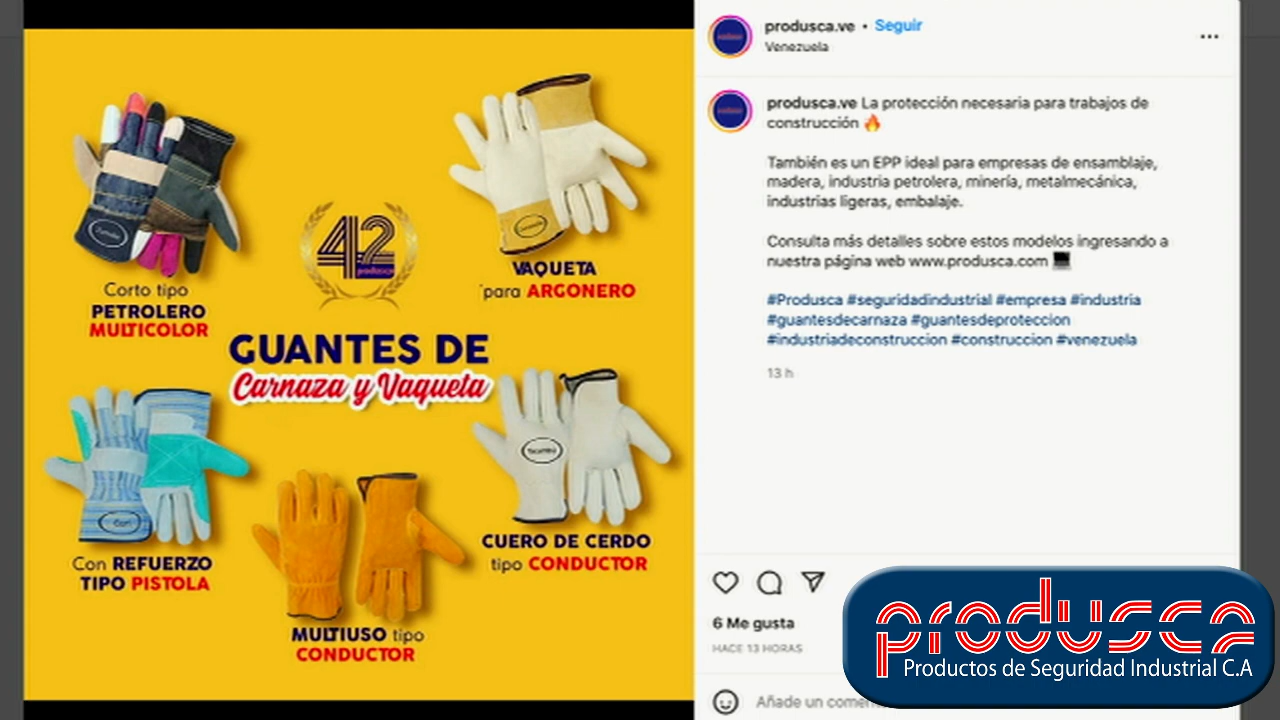 Corto tipo
PETROLERO
MULTICOLOR
VAQUETA
para ARGONERO
42
produsca
GUANTES DE
Carnaza y Vaqueta
Con REFUERZO
TIPO PISTOLA
MULTIUSO tipo
CONDUCTOR
CUERO DE CERDO
tipo CONDUCTOR
produsca.ve • Seguir
Venezuela
produsca.ve La protección necesaria para trabajos de
construcción 🔥
También es un EPP ideal para empresas de ensamblaje,
madera, industria petrolera, minería, metalmecánica,
industrias ligeras, embalaje.
Consulta más detalles sobre estos modelos ingresando a
nuestra página web www.produsca.com 💻
#Produsca #seguridadindustrial #empresa #industria
#guantesdecarnaza #guantesdeproteccion
#industriadeconstruccion #construccion #venezuela
13 h
6 Me gusta
HACE 13 HORAS
Añade un comen
produsca
Productos de Seguridad Industrial C.A